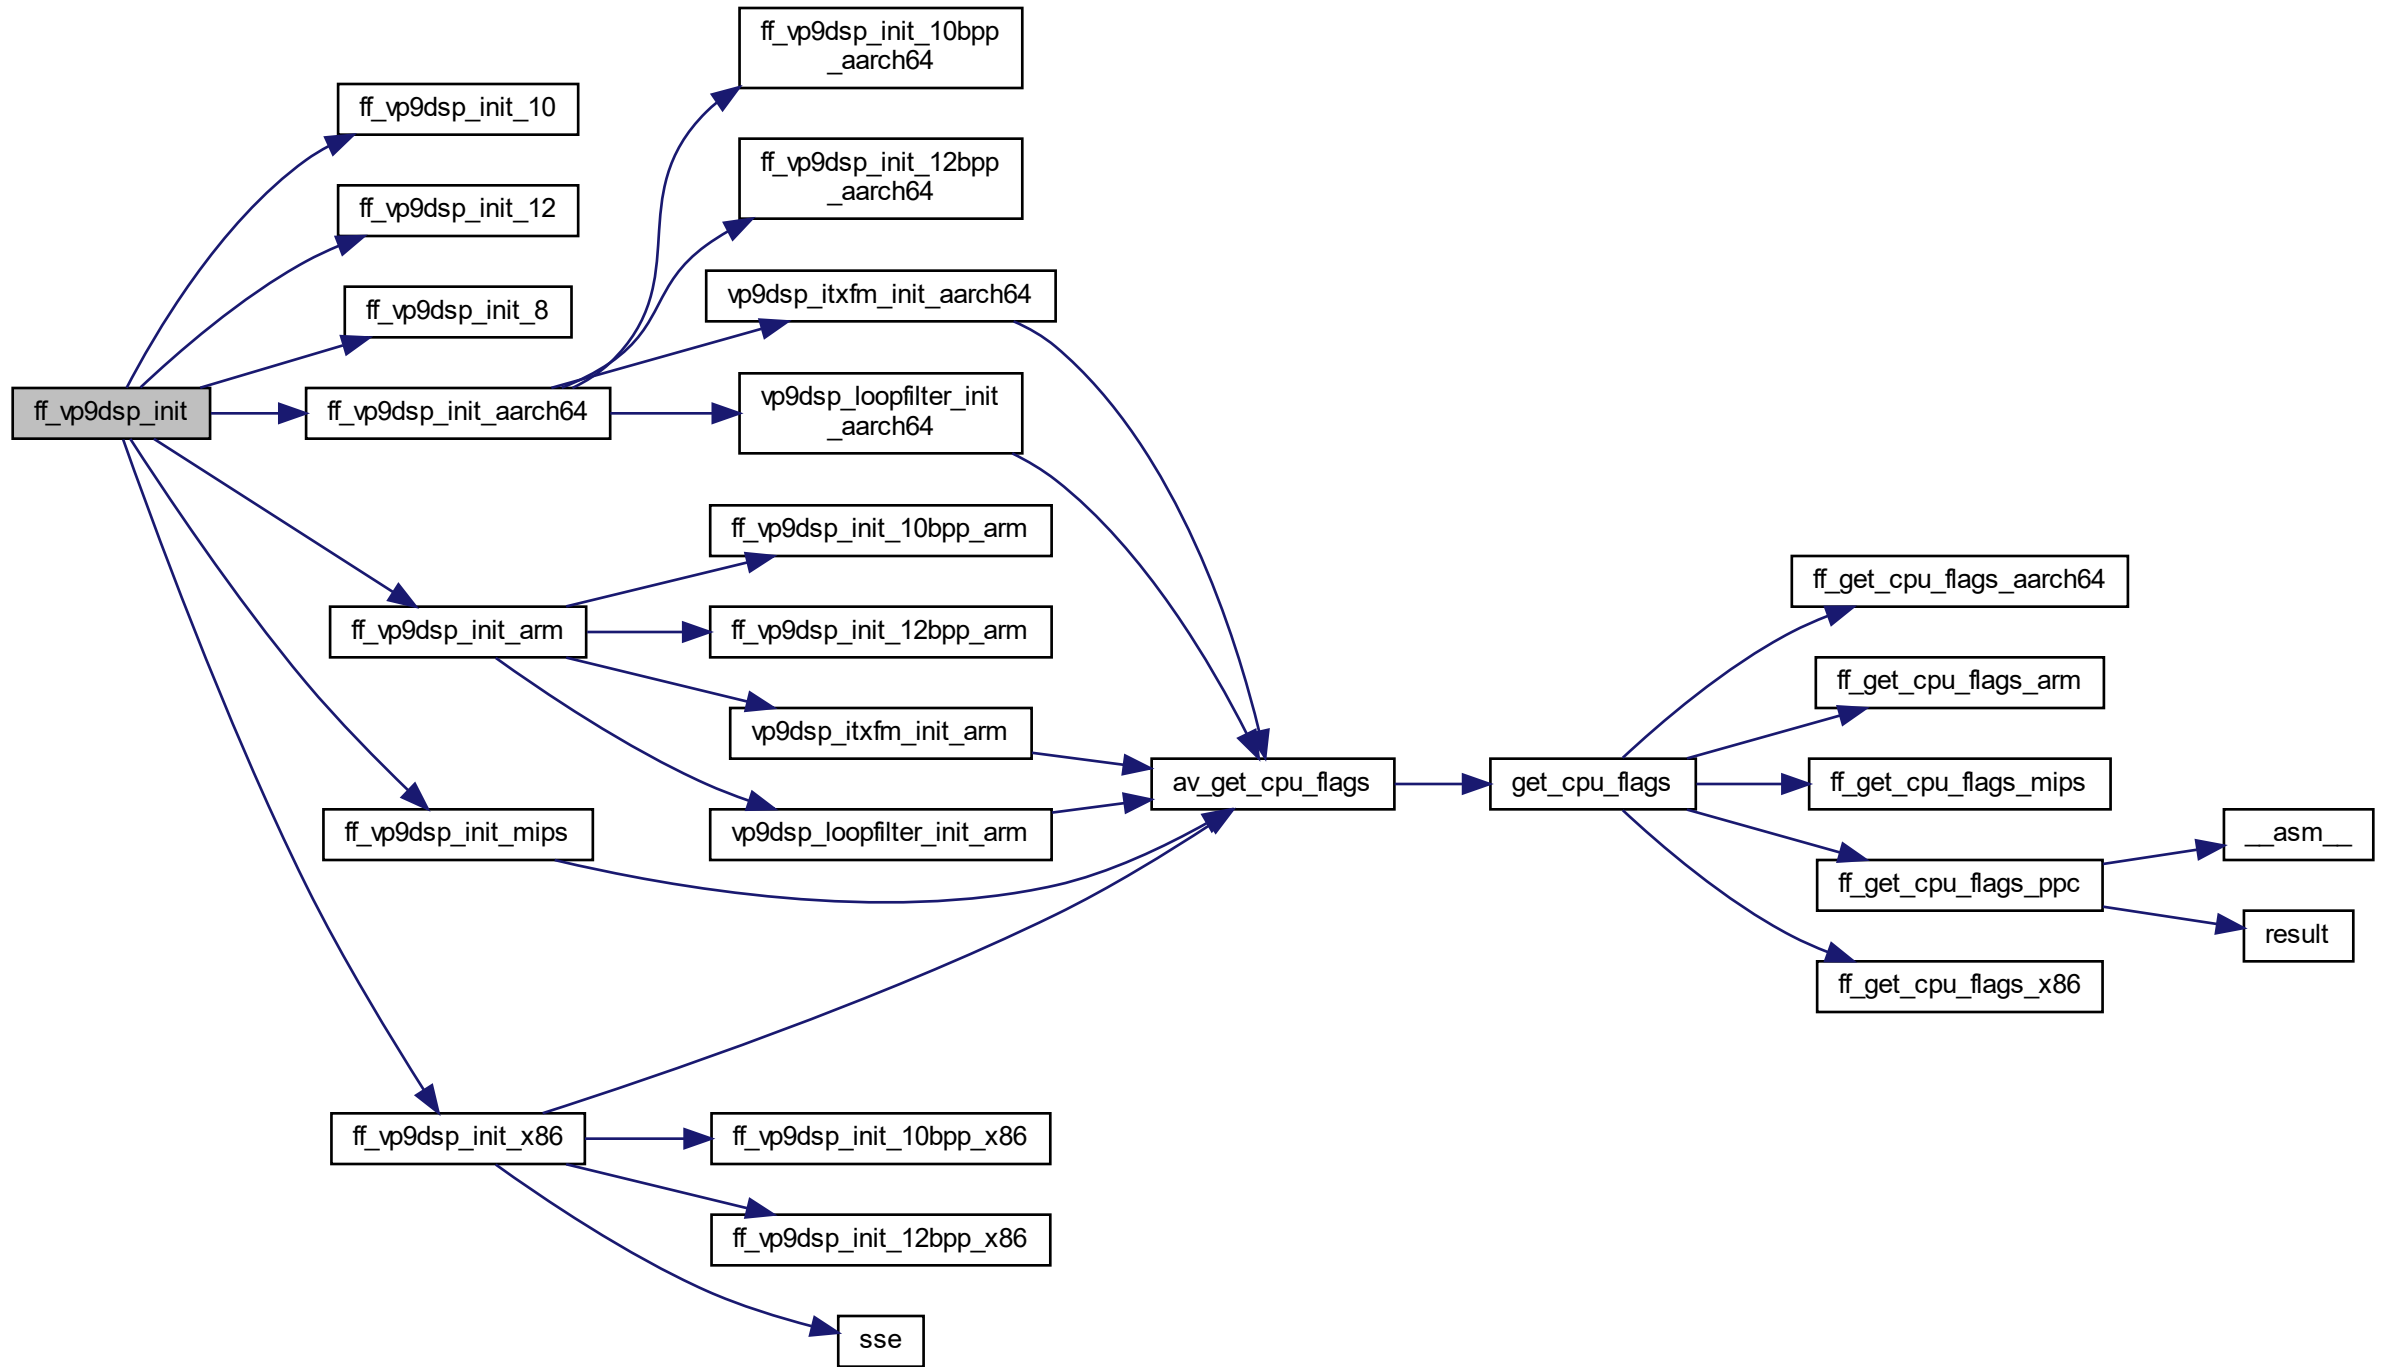 ff_vp9dsp_init_10bpp
_aarch64
ff_vp9dsp_init_10
ff_vp9dsp_init_12bpp
_aarch64
ff_vp9dsp_init_12
vp9dsp_itxfm_init_aarch64
ff_vp9dsp_init_8
ff_vp9dsp_init
ff_vp9dsp_init_aarch64
vp9dsp_loopfilter_init
_aarch64
ff_vp9dsp_init_10bpp_arm
ff_get_cpu_flags_aarch64
ff_vp9dsp_init_arm
ff_vp9dsp_init_12bpp_arm
ff_get_cpu_flags_arm
vp9dsp_itxfm_init_arm
av_get_cpu_flags
get_cpu_flags
ff_get_cpu_flags_mips
ff_vp9dsp_init_mips
vp9dsp_loopfilter_init_arm
__asm__
ff_get_cpu_flags_ppc
result
ff_get_cpu_flags_x86
ff_vp9dsp_init_x86
ff_vp9dsp_init_10bpp_x86
ff_vp9dsp_init_12bpp_x86
sse